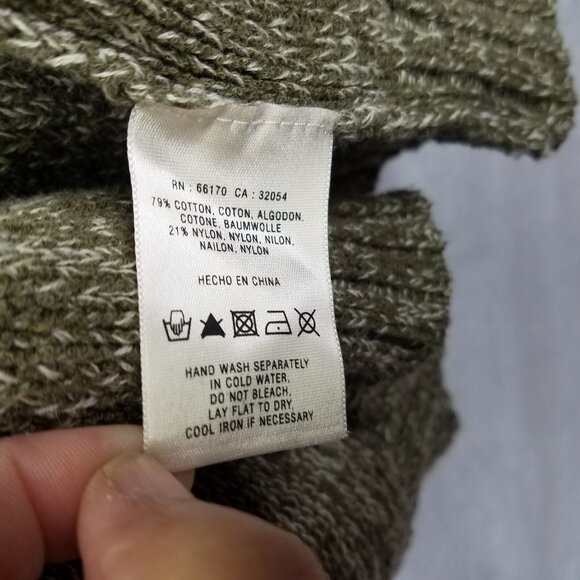 RN : 66170 CA : 32054
79% COTTON, COTON, ALGODON,
COTONE, BAUMWOLLE
21% NYLON, NYLON, NILON,
NAILON, NYLON
HECHO EN CHINA
HAND WASH SEPARATELY
IN COLD WATER,
DO NOT BLEACH,
LAY FLAT TO DRY,
COOL IRON IF NECESSARY